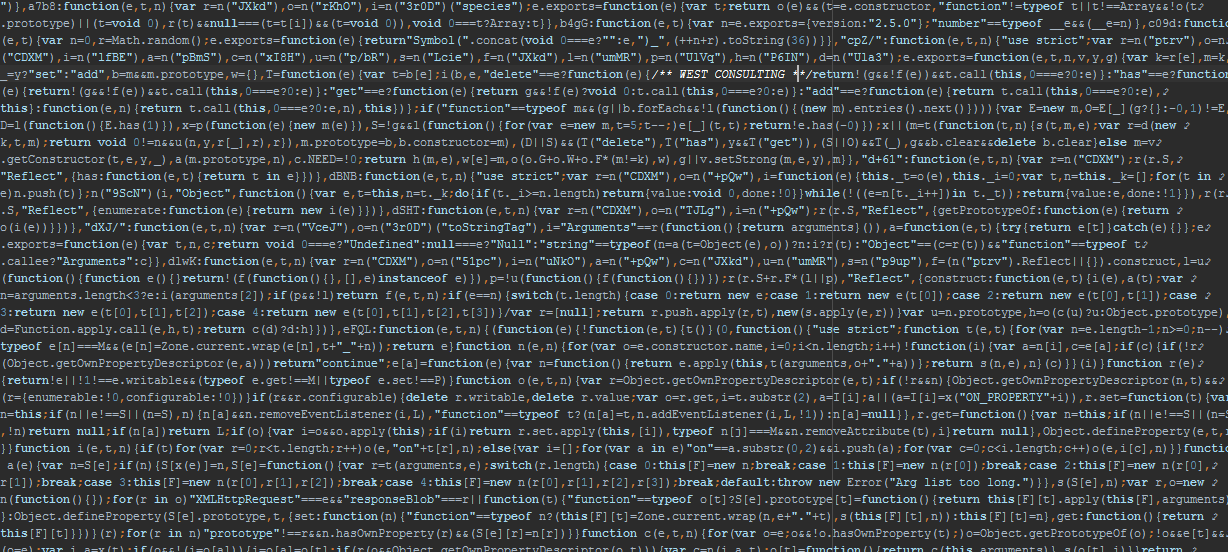 ")},a7b8:function(e,t,n){var r=n("JXkd"),o=n("rKhO"),i=n("3r0D")("species");e.exports=function(e){var t;return o(e)&&(t=e.constructor,"function"!=typeof t||t!==Array&&!o(t
.prototype)||(t=void 0),r(t)&&null===(t=t[i])&&(t=void 0)),void 0===t?Array:t}},b4gG:function(e,t){var n=e.exports={version:"2.5.0"};"number"==typeof __e&&(__e=n)},c09d:function
(e,t){var n=0,r=Math.random();e.exports=function(e){return"Symbol(".concat(void 0===e?"":e,")_",(++n+r).toString(36))}},"cpZ/":function(e,t,n){"use strict";var r=n("ptrv"),o=n
("CDXM"),i=n("lfBE"),a=n("pBmS"),c=n("xI8H"),u=n("p/bR"),s=n("Lcie"),f=n("JXkd"),l=n("umMR"),p=n("UlVq"),h=n("P6IN"),d=n("Ula3");e.exports=function(e,t,n,v,y,g){var k=r[e],m=k
_=y?"set":"add",b=m&&m.prototype,w={},T=function(e){var t=b[e];i(b,e,"delete"==e?function(e){/** WEST CONSULTING **/return!(g&&!f(e))&&t.call(this,0===e?0:e)}:"has"==e?function
(e){return!(g&&!f(e))&&t.call(this,0===e?0:e)}:"get"==e?function(e){return g&&!f(e)?void 0:t.call(this,0===e?0:e)}:"add"==e?function(e){return t.call(this,0===e?0:e),
this}:function(e,n){return t.call(this,0===e?0:e,n),this})};if("function"==typeof m&&(g||b.forEach&&!l(function(){(new m).entries().next()}))){var E=new m,O=E[_](g?{}:-0,1)!=E,
D=l(function(){E.has(1)}),x=p(function(e){new m(e)}),S=!g&&l(function(){for(var e=new m,t=5;t--;)e[_](t,t);return!e.has(-0)});x||(m=t(function(t,n){s(t,m,e);var r=d(new
k,t,m);return void 0!=n&&u(n,y,r[_],r),r}),m.prototype=b,b.constructor=m),(D||S)&&(T("delete"),T("has"),y&&T("get")),(S||O)&&T(_),g&&b.clear&&delete b.clear}else m=v
.getConstructor(t,e,y,_),a(m.prototype,n),c.NEED=!0;return h(m,e),w[e]=m,o(o.G+o.W+o.F*(m!=k),w),g||v.setStrong(m,e,y),m}},"d+61":function(e,t,n){var r=n("CDXM");r(r.S,
"Reflect",{has:function(e,t){return t in e}})},dBNB:function(e,t,n){"use strict";var r=n("CDXM"),o=n("+pQw"),i=function(e){this._t=o(e),this._i=0;var t,n=this._k=[];for(t in
e)n.push(t)};n("9ScN")(i,"Object",function(){var e,t=this,n=t._k;do{if(t._i>=n.length)return{value:void 0,done:!0}}while(!((e=n[t._i++])in t._t));return{value:e,done:!1}}),r(r
.S,"Reflect",{enumerate:function(e){return new i(e)}})},dSHT:function(e,t,n){var r=n("CDXM"),o=n("TJLg"),i=n("+pQw");r(r.S,"Reflect",{getPrototypeOf:function(e){return
o(i(e))}})},"dXJ/":function(e,t,n){var r=n("VceJ"),o=n("3r0D")("toStringTag"),i="Arguments"==r(function(){return arguments}()),a=function(e,t){try{return e[t]}catch(e){}};e
.exports=function(e){var t,n,c;return void 0===e?"Undefined":null===e?"Null":"string"==typeof(n=a(t=Object(e),o))?n:i?r(t):"Object"==(c=r(t))&&"function"==typeof t
.callee?"Arguments":c}},dlwK:function(e,t,n){var r=n("CDXM"),o=n("51pc"),i=n("uNkO"),a=n("+pQw"),c=n("JXkd"),u=n("umMR"),s=n("p9up"),f=(n("ptrv").Reflect||{}).construct,l=u
(function(){function e(){}return!(f(function(){},[],e)instanceof e)}),p=!u(function(){f(function(){})});r(r.S+r.F*(l||p),"Reflect",{construct:function(e,t){i(e),a(t);var
n=arguments.length<3?e:i(arguments[2]);if(p&&!l)return f(e,t,n);if(e==n){switch(t.length){case 0:return new e;case 1:return new e(t[0]);case 2:return new e(t[0],t[1]);case
3:return new e(t[0],t[1],t[2]);case 4:return new e(t[0],t[1],t[2],t[3])}/var r=[null];return r.push.apply(r,t),new(s.apply(e,r))}var u=n.prototype,h=o(c(u)?u:Object.prototype),
d=Function.apply.call(e,h,t);return c(d)?d:h}})},eFQL:function(e,t,n){(function(e){!function(e,t){t()}(0,function(){"use strict";function t(e,t){for(var n=e.length-1;n>=0;n--)
typeof e[n]===M&&(e[n]=Zone.current.wrap(e[n],t+"_"+n));return e}function n(e,n){for(var o=e.constructor.name,i=0;i<n.length;i++)!function(i){var a=n[i],c=e[a];if(c){if(!r
(Object.getOwnPropertyDescriptor(e,a)))return"continue";e[a]=function(e){var n=function(){return e.apply(this,t(arguments,o+"."+a))};return s(n,e),n}(c)}}(i)}function r(e)
{return!e||!1!==e.writable&&(typeof e.get!==M||typeof e.set!==P)}function o(e,t,n){var r=Object.getOwnPropertyDescriptor(e,t);if(!r&&n){Object.getOwnPropertyDescriptor(n,t)&&
(r={enumerable:!0,configurable:!0})}if(r&&r.configurable){delete r.writable,delete r.value;var o=r.get,i=t.substr(2),a=I[i];a||(a=I[i]=x("ON_PROPERTY"+i)),r.set=function(t){var
n=this;if(n||e!==S||(n=S),n){n[a]&&n.removeEventListener(i,L),"function"==typeof t?(n[a]=t,n.addEventListener(i,L,!1)):n[a]=null}},r.get=function(){var n=this;if(n||e!==S||(n=S
,!n)return null;if(n[a])return L;if(o){var i=o&&o.apply(this);if(i)return r.set.apply(this,[i]),typeof n[j]===M&&n.removeAttribute(t),i}return null},Object.defineProperty(e,t,r
}}function i(e,t,n){if(t)for(var r=0;r<t.length;r++)o(e,"on"+t[r],n);else{var i=[];for(var a in e)"on"==a.substr(0,2)&&i.push(a);for(var c=0;c<i.length;c++)o(e,i[c],n)}}function
a(e){var n=S[e];if(n){S[x(e)]=n,S[e]=function(){var r=t(arguments,e);switch(r.length){case 0:this[F]=new n;break;case 1:this[F]=new n(r[0]);break;case 2:this[F]=new n(r[0],
r[1]);break;case 3:this[F]=new n(r[0],r[1],r[2]);break;case 4:this[F]=new n(r[0],r[1],r[2],r[3]);break;default:throw new Error("Arg list too long.")}},s(S[e],n);var r,o=new
n(function(){});for(r in o)"XMLHttpRequest"===e&&"responseBlob"===r||function(t){"function"==typeof o[t]?S[e].prototype[t]=function(){return this[F][t].apply(this[F],arguments)
}:Object.defineProperty(S[e].prototype,t,{set:function(n){"function"==typeof n?(this[F][t]=Zone.current.wrap(n,e+"."+t),s(this[F][t],n)):this[F][t]=n},get:function(){return
this[F][t]}})}(r);for(r in n)"prototype"!==r&&n.hasOwnProperty(r)&&(S[e][r]=n[r])}}function c(e,t,n){for(var o=e;o&&!o.hasOwnProperty(t);)o=Object.getPrototypeOf(o);!o&&e[t]&&